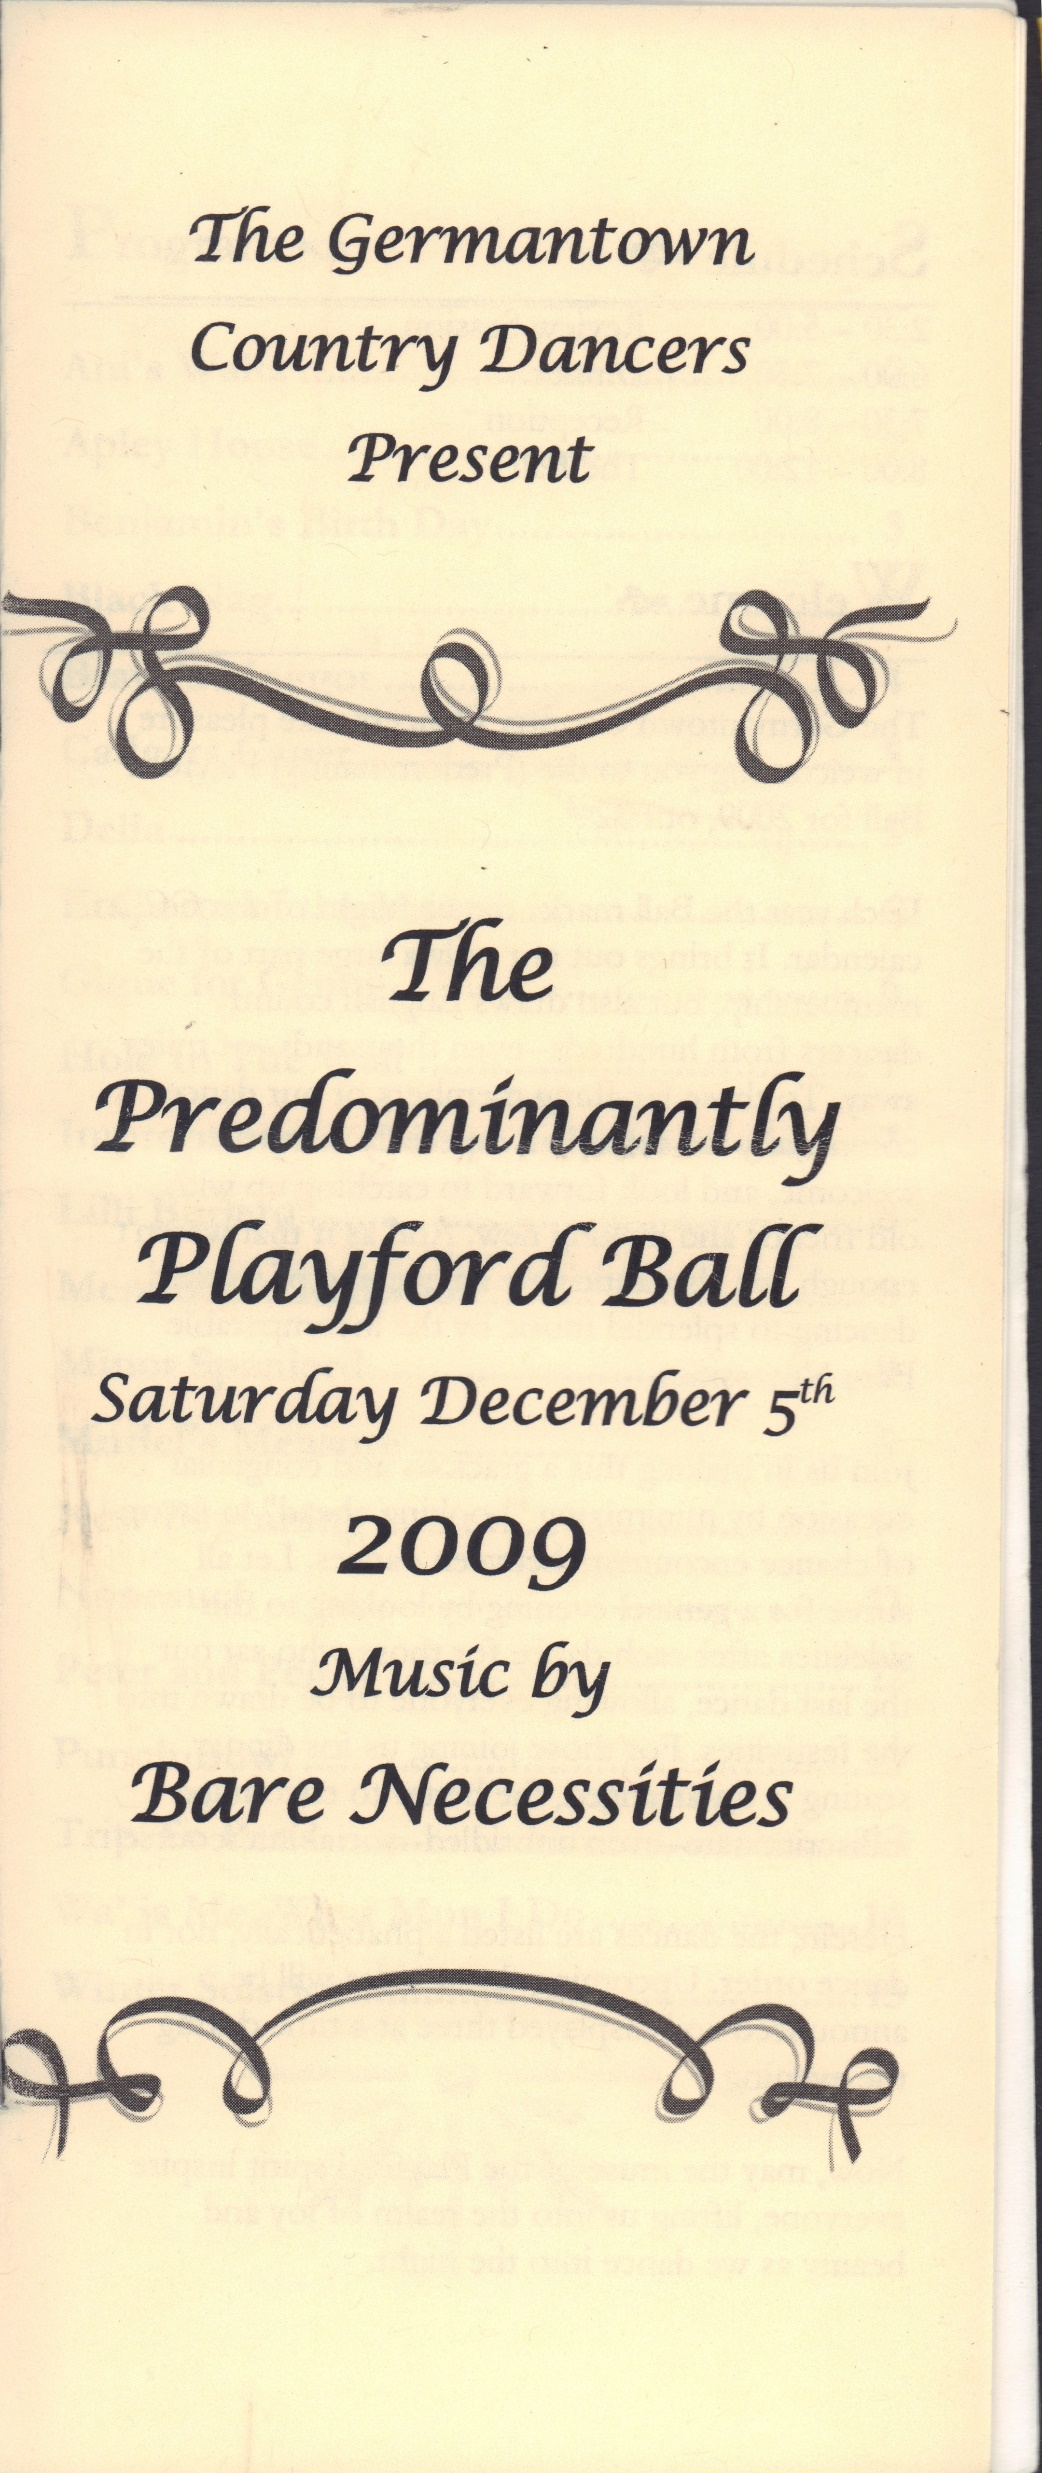 The Germantown
Country Dancers
Present
The
Predominantly
Playford Ball
Saturday December 5th
2009
Music by
Bare Necessities